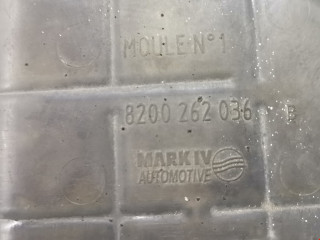 MOULE N°1
8200 262 036
MARK IV
AUTOMOTIVE